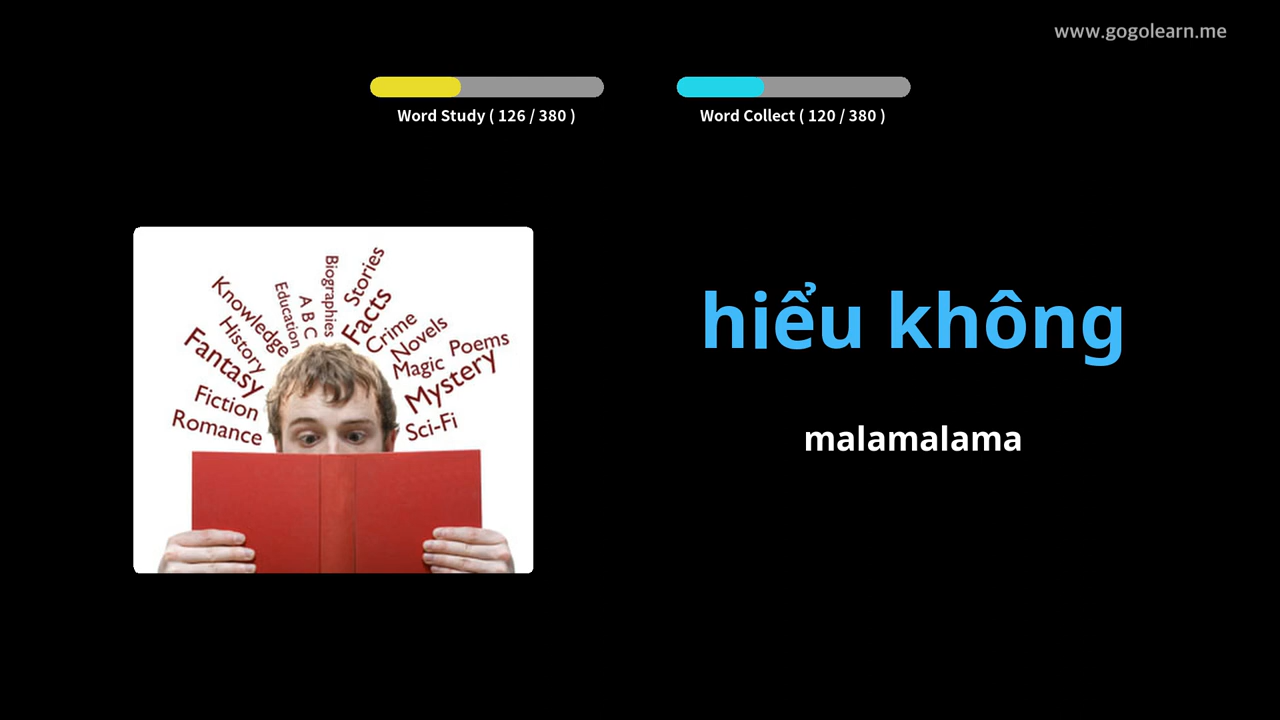 www.gogolearn.me
Word Study ( 126 / 380 )
Word Collect ( 120 / 380 )
hiểu không
malamalama
Knowledge
History
Fantasy
Fiction
Romance
Education
A B C
Biographies
Stories
Facts
Crime
Novels
Magic
Poems
Mystery
Sci-Fi